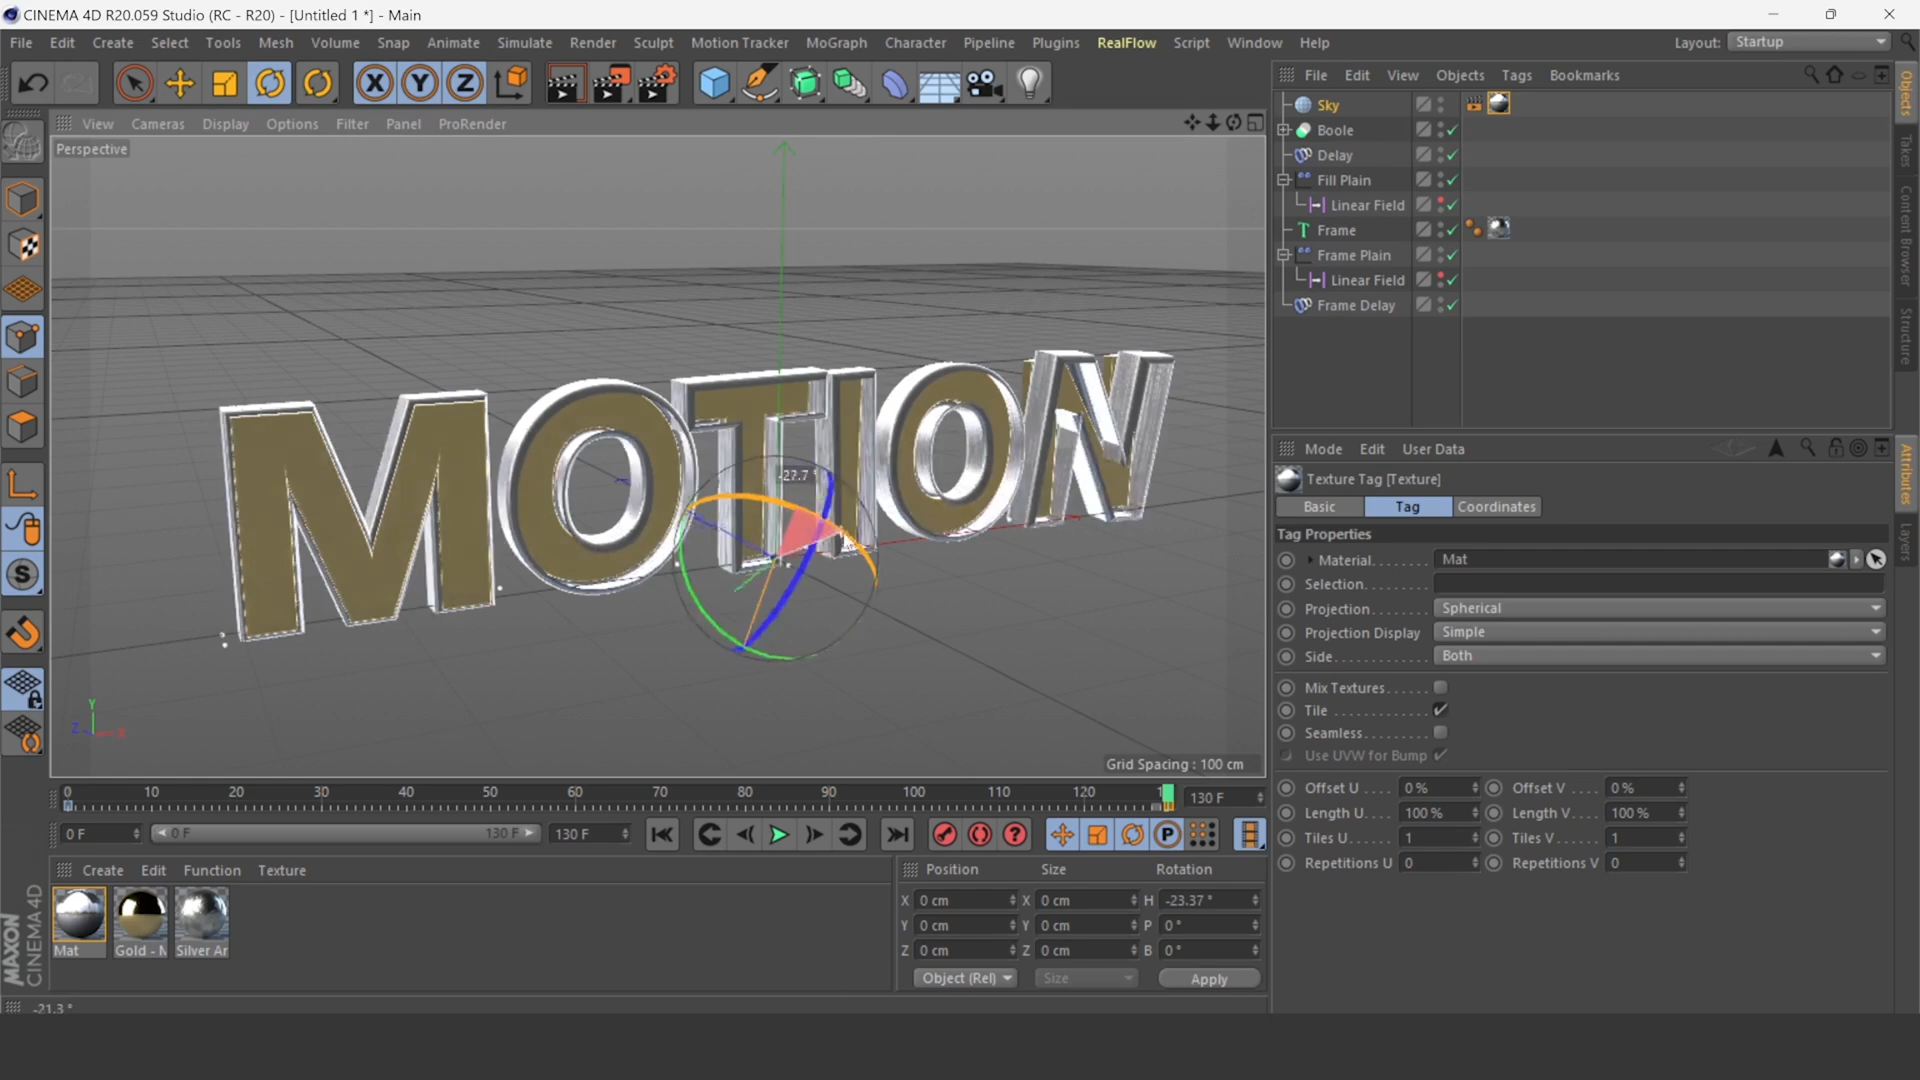 CINEMA 4D R20.059 Studio (RC - R20) - [Untitled 1 *] - Main
File Edit Create Select Tools Mesh Volume Snap Animate Simulate Render Sculpt Motion Tracker MoGraph Character Pipeline Plugins RealFlow Script Window Help
Layout: Startup
X Y Z
View Cameras Display Options Filter Panel ProRender
Perspective
MOTION
Y
Z X
Grid Spacing : 100 cm
0 10 20 30 40 50 60 70 80 90 100 110 120
130 F
0 F 0 F 130 F 130 F
P
Create Edit Function Texture
Mat
Gold - M
Silver Ar
MAXON
CINEMA 4D
Position Size Rotation
X 0 cm X 0 cm H -23.37 °
Y 0 cm Y 0 cm P 0 °
Z 0 cm Z 0 cm B 0 °
Object (Rel) Size Apply
-21.3 °
File Edit View Objects Tags Bookmarks
Sky
Boole
Delay
Fill Plain
Linear Field
Frame
Frame Plain
Linear Field
Frame Delay
Objects
Takes
Content Browser
Structure
Mode Edit User Data
Texture Tag [Texture]
Basic Tag Coordinates
Tag Properties
Material Mat
Selection
Projection Spherical
Projection Display Simple
Side Both
Mix Textures
Tile
Seamless
Use UVW for Bump
Offset U 0 % Offset V 0 %
Length U 100 % Length V 100 %
Tiles U 1 Tiles V 1
Repetitions U 0 Repetitions V 0
Attributes
Layers